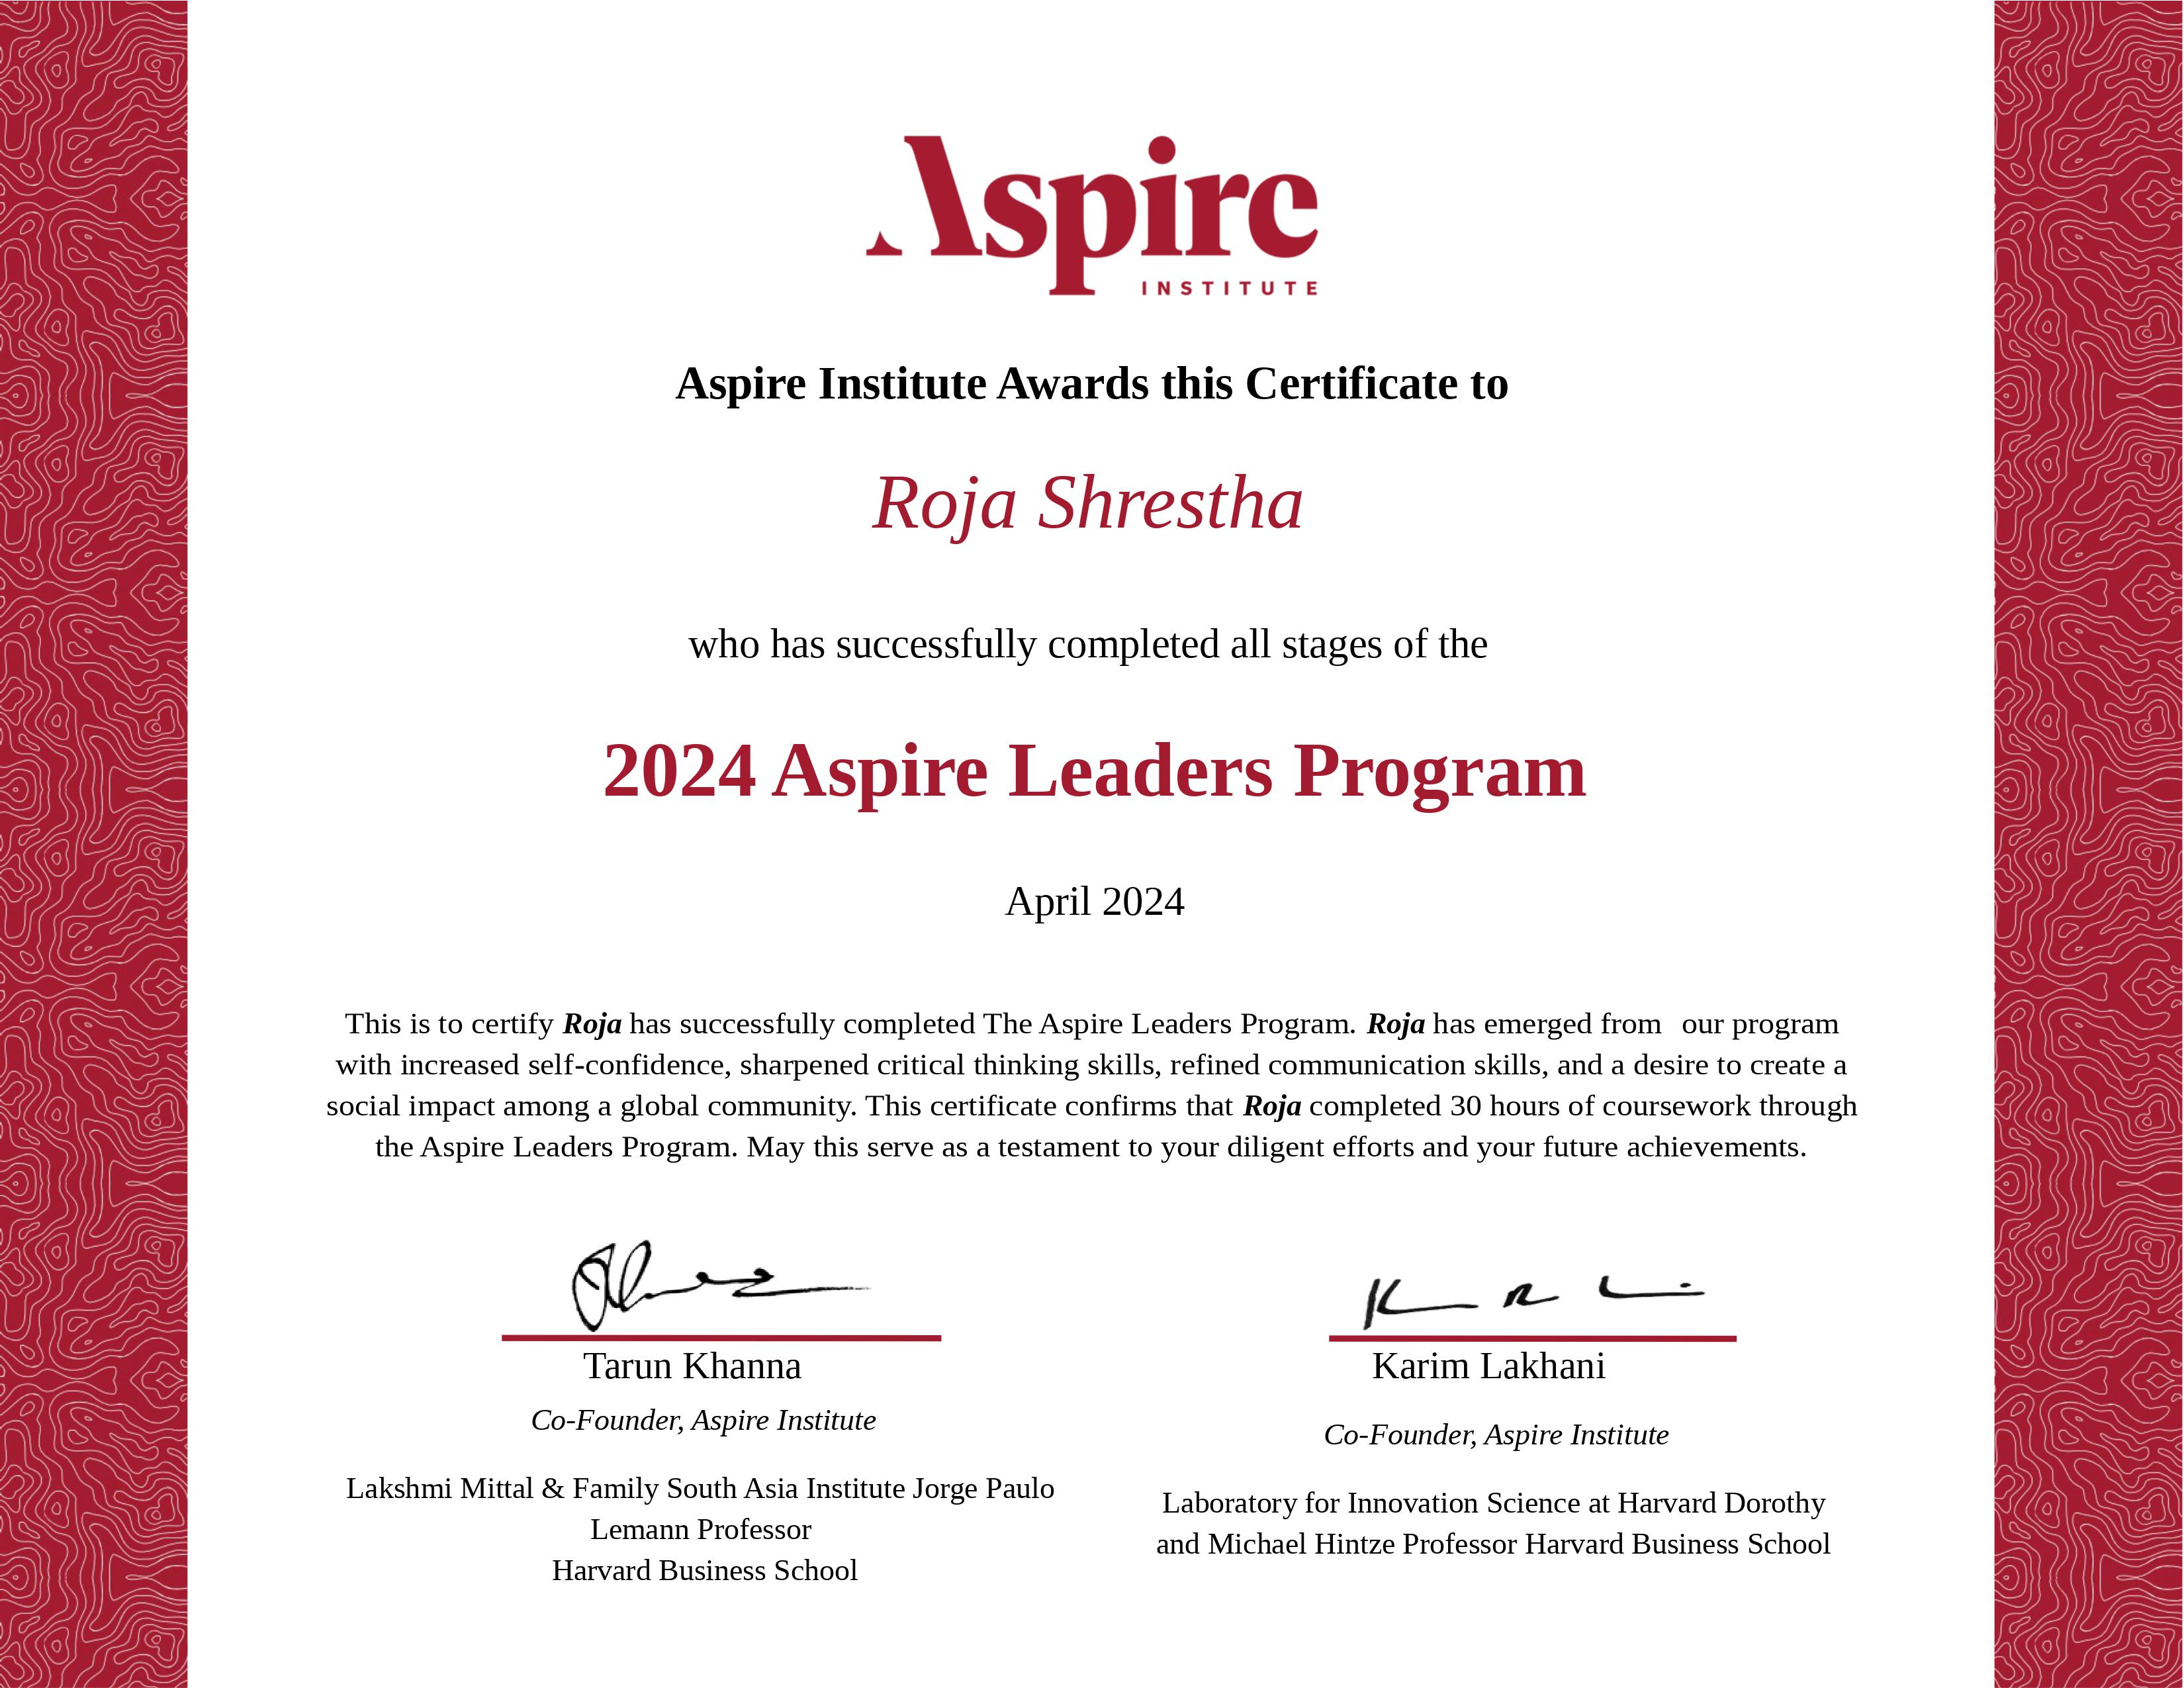 Aspire
INSTITUTE
Aspire Institute Awards this Certificate to
Roja Shrestha
who has successfully completed all stages of the
2024 Aspire Leaders Program
April 2024
This is to certify Roja has successfully completed The Aspire Leaders Program. Roja has emerged from our program
with increased self-confidence, sharpened critical thinking skills, refined communication skills, and a desire to create a
social impact among a global community. This certificate confirms that Roja completed 30 hours of coursework through
the Aspire Leaders Program. May this serve as a testament to your diligent efforts and your future achievements.
Tarun Khanna
Co-Founder, Aspire Institute
Lakshmi Mittal & Family South Asia Institute Jorge Paulo
Lemann Professor
Harvard Business School
Karim Lakhani
Co-Founder, Aspire Institute
Laboratory for Innovation Science at Harvard Dorothy
and Michael Hintze Professor Harvard Business School